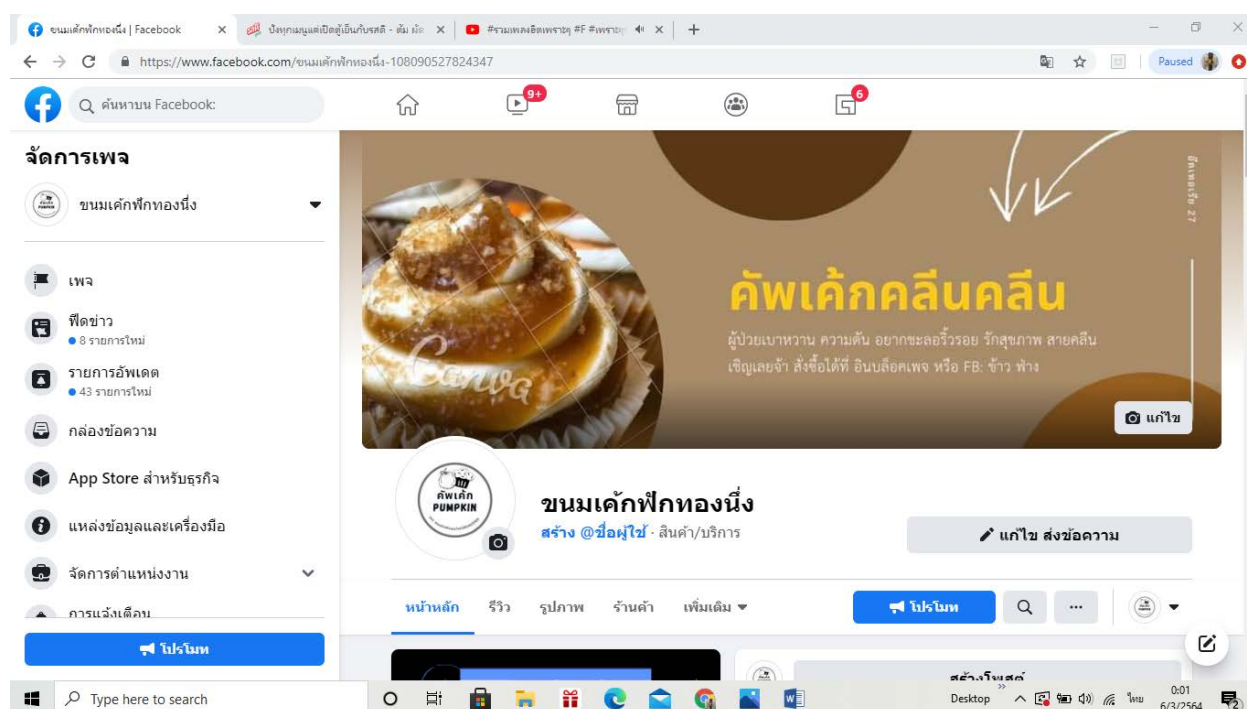 ขนมเค้กฟักทองนึ่ง | Facebook
#รวมเพลงฮิตเพราะๆ #F #เพราะๆ
https://www.facebook.com/ขนมเค้กฟักทองนึ่ง-108090527824347
Paused
ค้นหาบน Facebook:
9+
6
จัดการเพจ
ขนมเค้กฟักทองนึ่ง
เพจ
ฟีดข่าว
8 รายการใหม่
รายการอัพเดต
43 รายการใหม่
กล่องข้อความ
App Store สำหรับธุรกิจ
แหล่งข้อมูลและเครื่องมือ
จัดการตำแหน่งงาน
การแจ้งเตือน
โปรโมท
Canva
คัพเค้กคลีนคลีน
ผู้ป่วยเบาหวาน ความดัน อยากชะลอริ้วรอย รักสุขภาพ สายคลีน
เชิญเลยจ้า สั่งซื้อได้ที่ อินบล็อคเพจ หรือ FB: ข้าว ฟ่าง
แก้ไข
คัพเค้ก
PUMPKIN
ขนมเค้กฟักทองนึ่ง
สร้าง @ชื่อผู้ใช้ · สินค้า/บริการ
แก้ไข ส่งข้อความ
หน้าหลัก รีวิว รูปภาพ ร้านค้า เพิ่มเติม
โปรโมท
สร้างโพสต์
Type here to search
Desktop
ไทย
0:01
6/3/2564
2